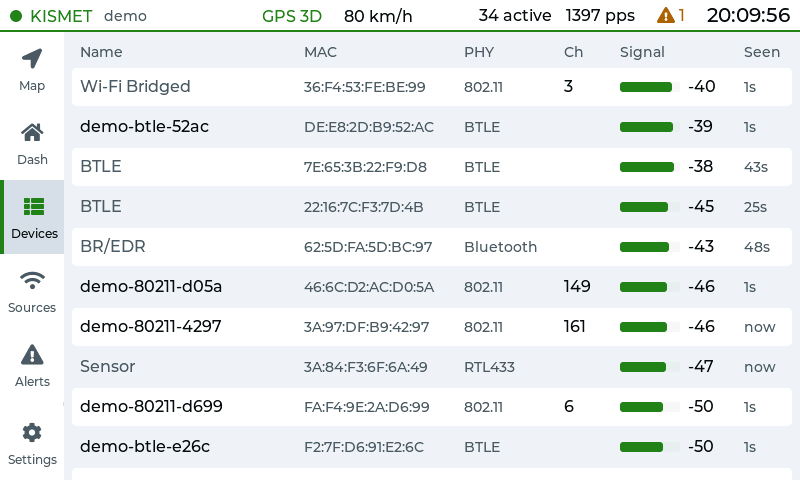 KISMET demo GPS 3D 80 km/h 34 active 1397 pps 1 20:09:56
Map
Dash
Devices
Sources
Alerts
Settings
Name MAC PHY Ch Signal Seen
Wi-Fi Bridged 36:F4:53:FE:BE:99 802.11 3 -40 1s
demo-btle-52ac DE:E8:2D:B9:52:AC BTLE -39 1s
BTLE 7E:65:3B:22:F9:D8 BTLE -38 43s
BTLE 22:16:7C:F3:7D:4B BTLE -45 25s
BR/EDR 62:5D:FA:5D:BC:97 Bluetooth -43 48s
demo-80211-d05a 46:6C:D2:AC:D0:5A 802.11 149 -46 1s
demo-80211-4297 3A:97:DF:B9:42:97 802.11 161 -46 now
Sensor 3A:84:F3:6F:6A:49 RTL433 -47 now
demo-80211-d699 FA:F4:9E:2A:D6:99 802.11 6 -50 1s
demo-btle-e26c F2:7F:D6:91:E2:6C BTLE -50 1s